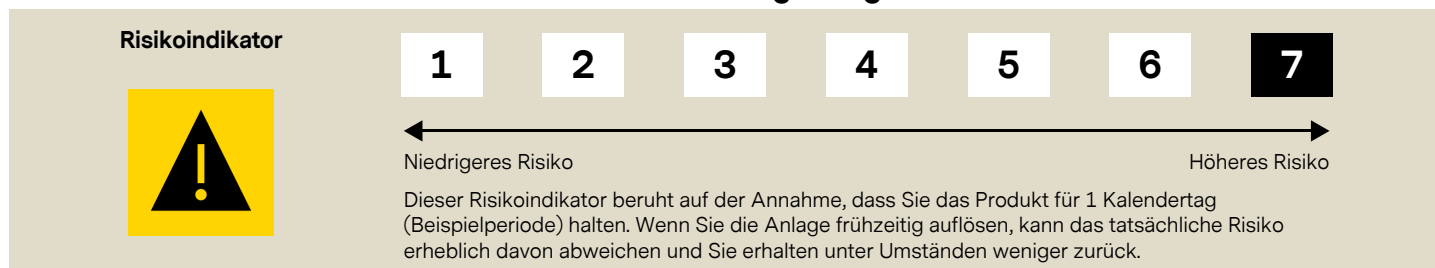 Risikoindikator
1 2 3 4 5 6 7
Niedrigeres Risiko Höheres Risiko
Dieser Risikoindikator beruht auf der Annahme, dass Sie das Produkt für 1 Kalendertag
(Beispielperiode) halten. Wenn Sie die Anlage frühzeitig auflösen, kann das tatsächliche Risiko
erheblich davon abweichen und Sie erhalten unter Umständen weniger zurück.